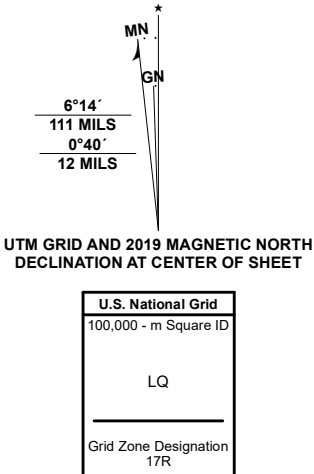 ★
MN
GN
6°14´
111 MILS
0°40´
12 MILS
UTM GRID AND 2019 MAGNETIC NORTH
DECLINATION AT CENTER OF SHEET
U.S. National Grid
100,000 - m Square ID
LQ
Grid Zone Designation
17R